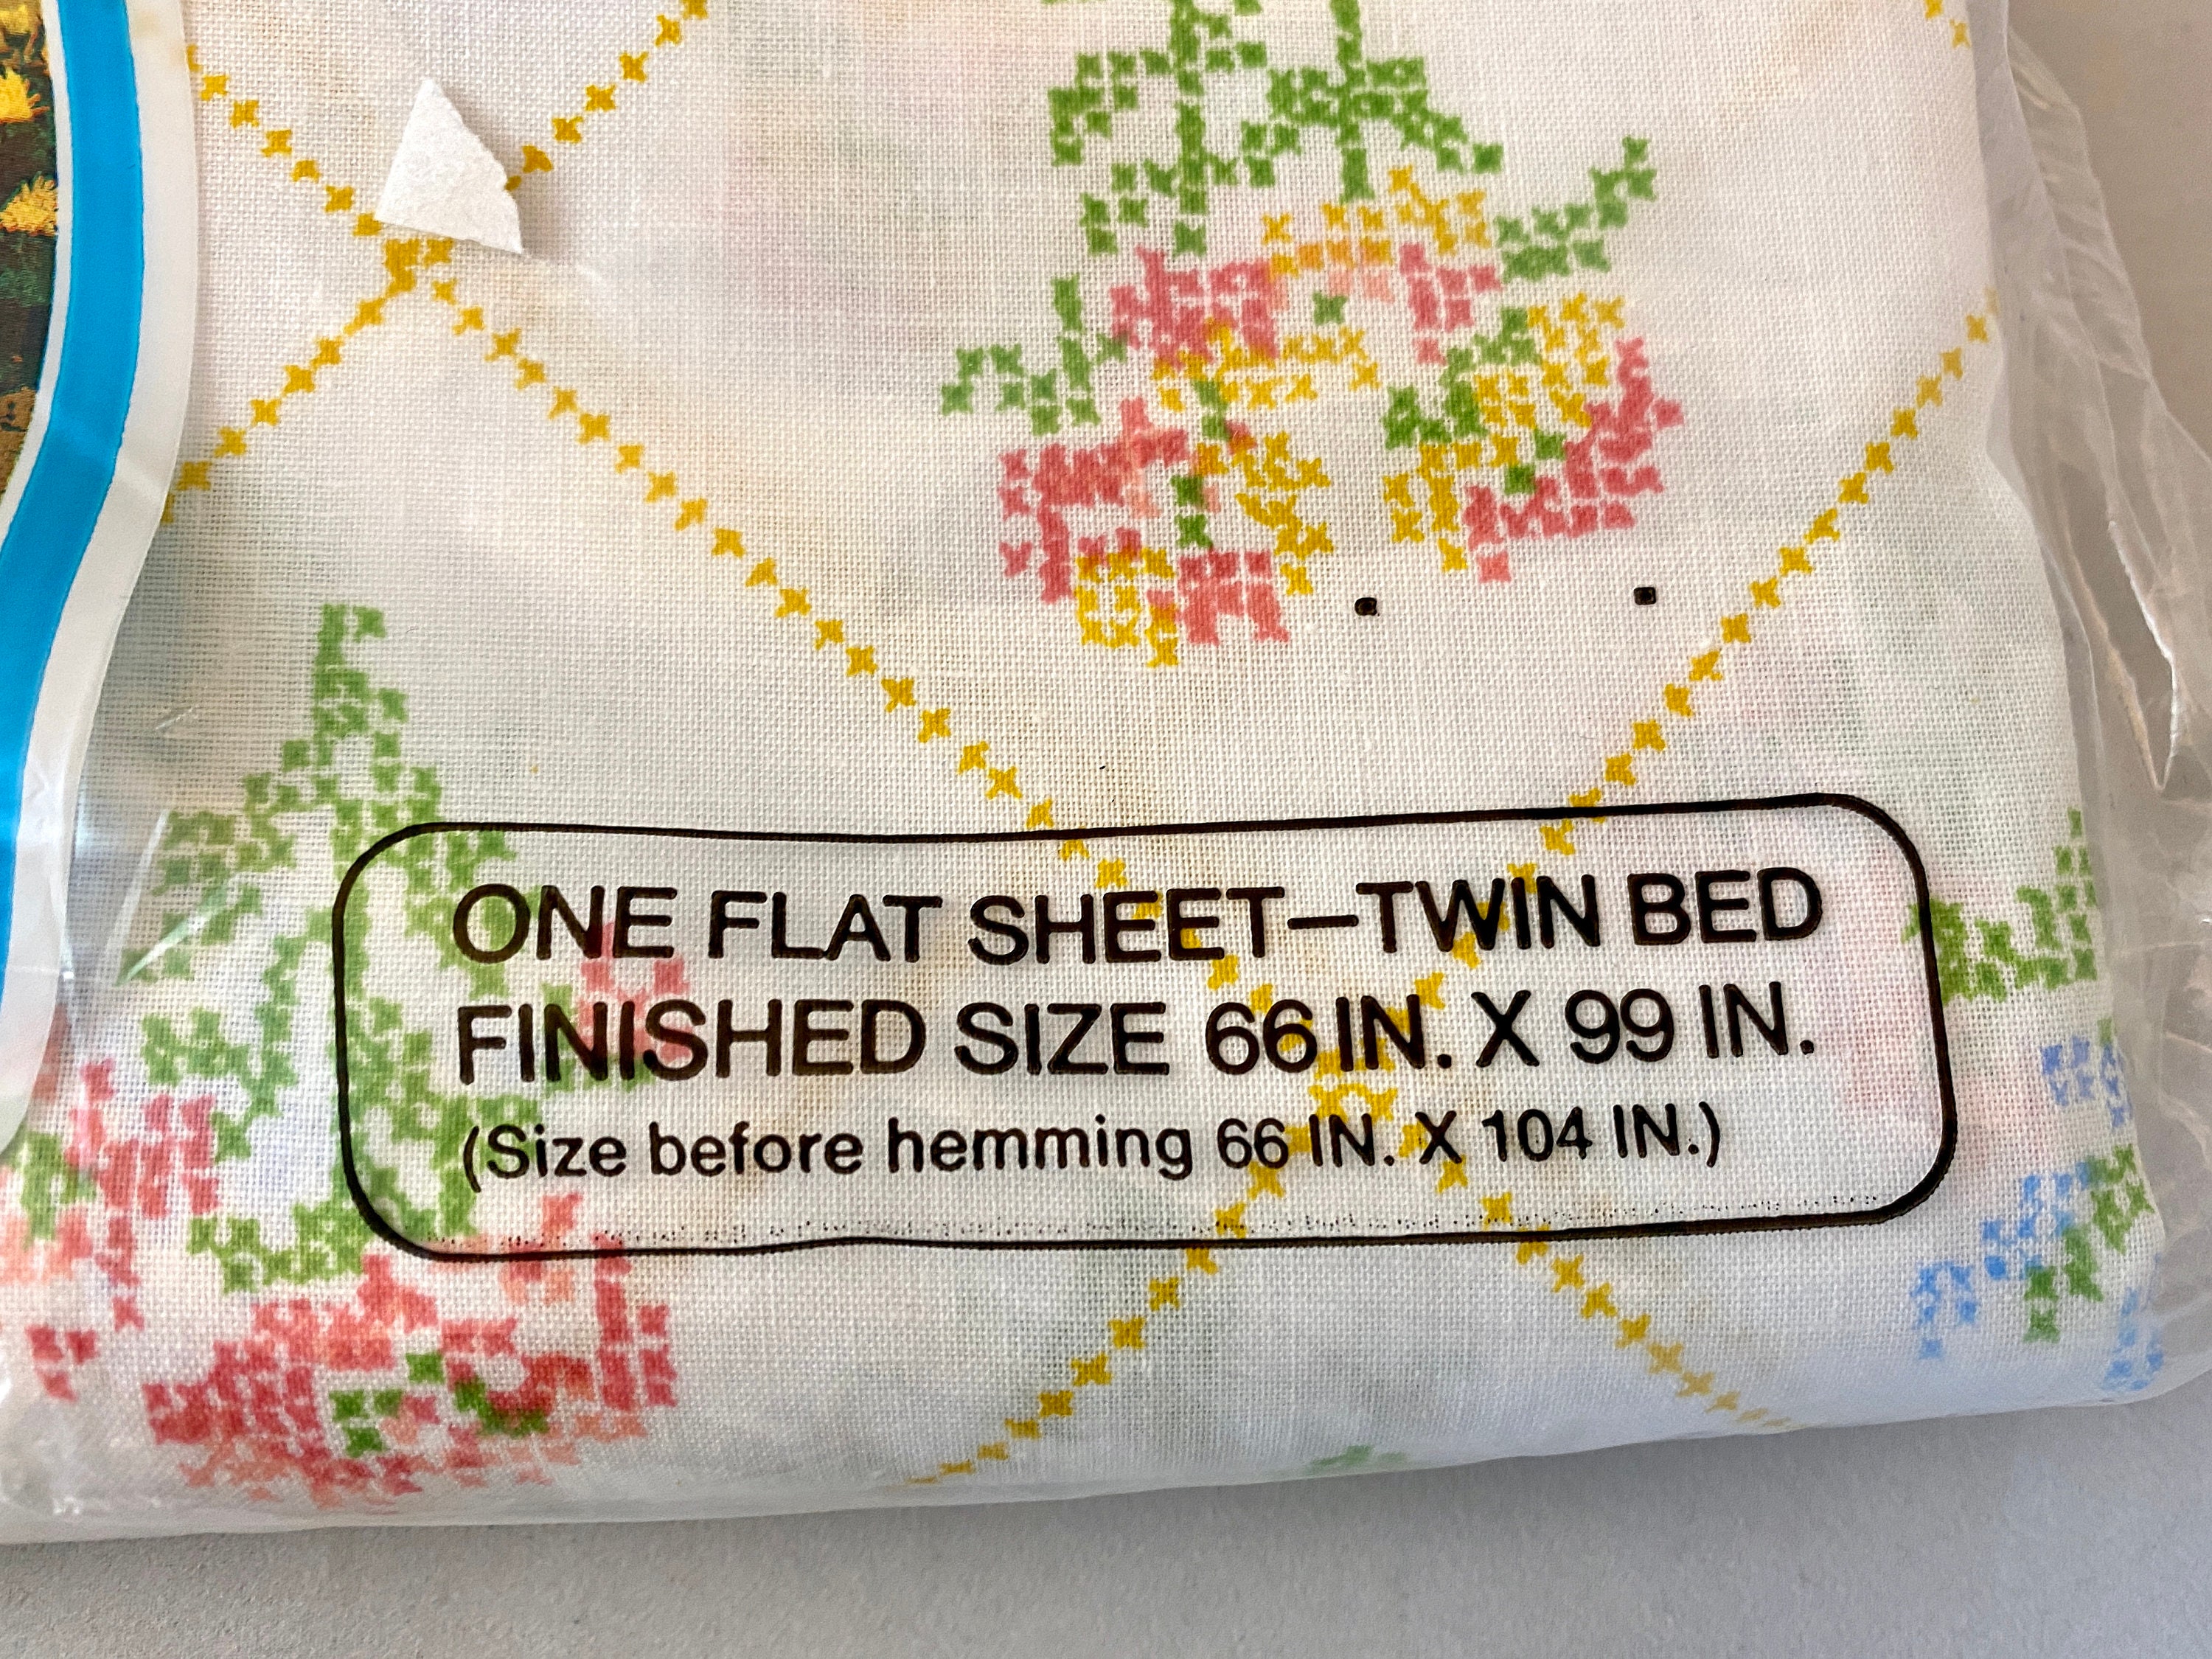 ONE FLAT SHEET—TWIN BED
FINISHED SIZE 66 IN. X 99 IN.
(Size before hemming 66 IN. X 104 IN.)